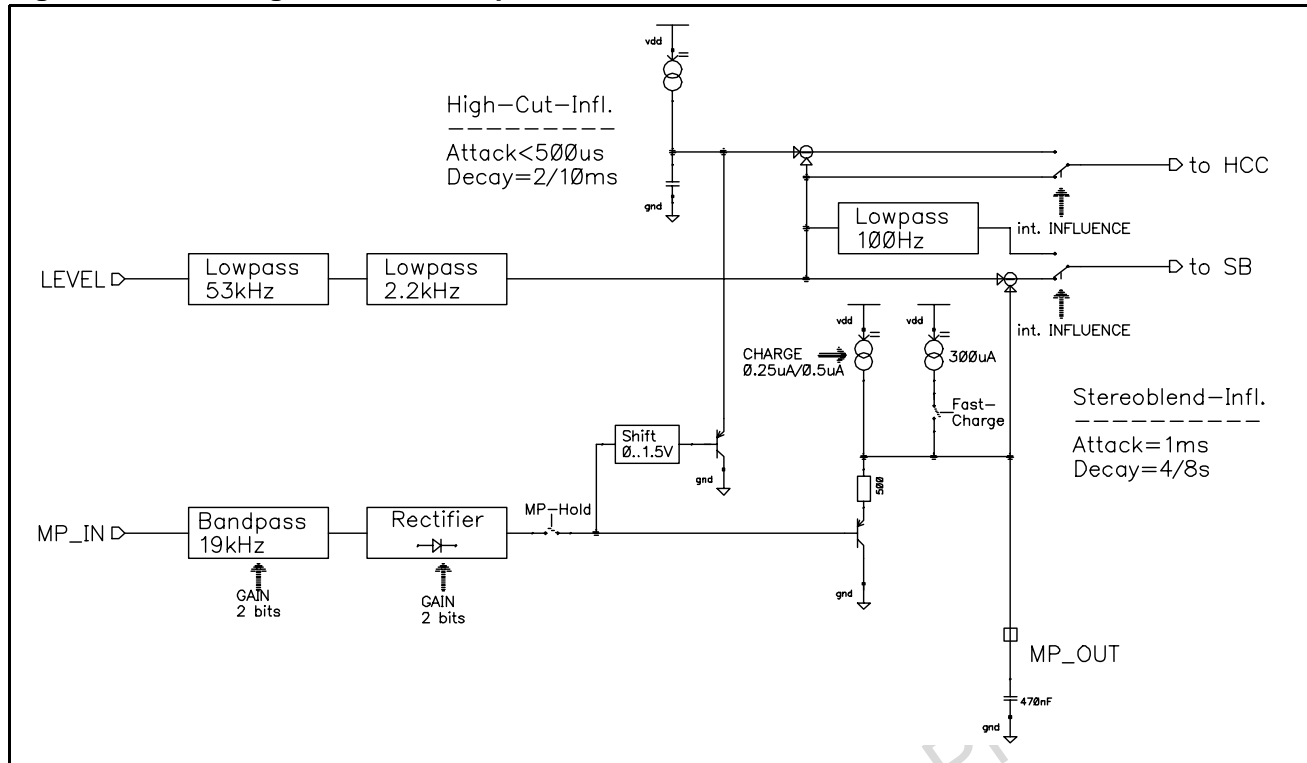 vdd
High-Cut-Infl.
Attack<500us
Decay=2/10ms
gnd
to HCC
Lowpass
100Hz
int. INFLUENCE
LEVEL
Lowpass
53kHz
Lowpass
2.2kHz
to SB
int. INFLUENCE
vdd
vdd
CHARGE
0.25uA/0.5uA
300uA
Fast-
Charge
Stereoblend-Infl.
Attack=1ms
Decay=4/8s
Shift
0..1.5V
gnd
500
MP_IN
Bandpass
19kHz
Rectifier
MP-Hold
GAIN
2 bits
GAIN
2 bits
gnd
MP_OUT
470nF
gnd